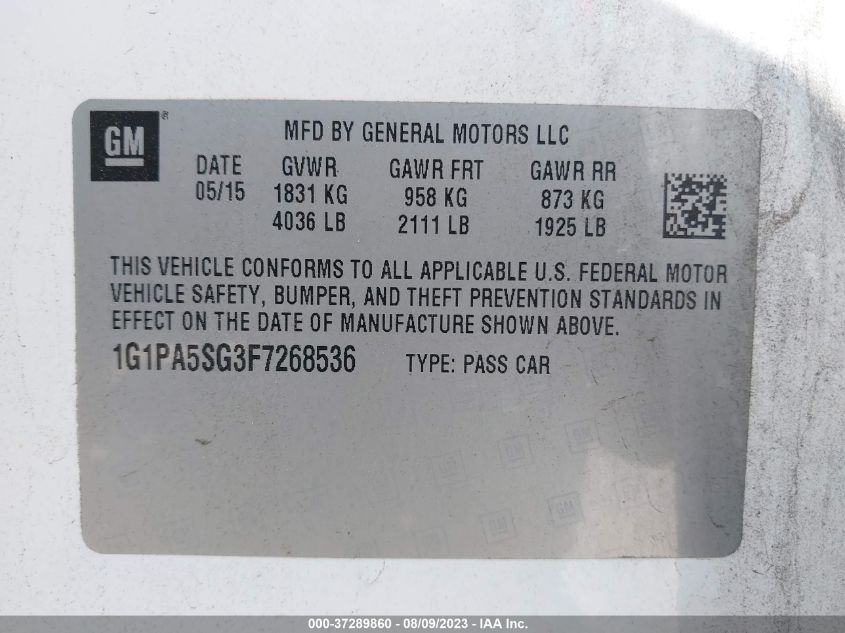 GM ® MFD BY GENERAL MOTORS LLC
DATE GVWR GAWR FRT GAWR RR
05/15 1831 KG 958 KG 873 KG
4036 LB 2111 LB 1925 LB
THIS VEHICLE CONFORMS TO ALL APPLICABLE U.S. FEDERAL MOTOR
VEHICLE SAFETY, BUMPER, AND THEFT PREVENTION STANDARDS IN
EFFECT ON THE DATE OF MANUFACTURE SHOWN ABOVE.
1G1PA5SG3F7268536 TYPE: PASS CAR
000-37289860 - 08/09/2023 - IAA Inc.